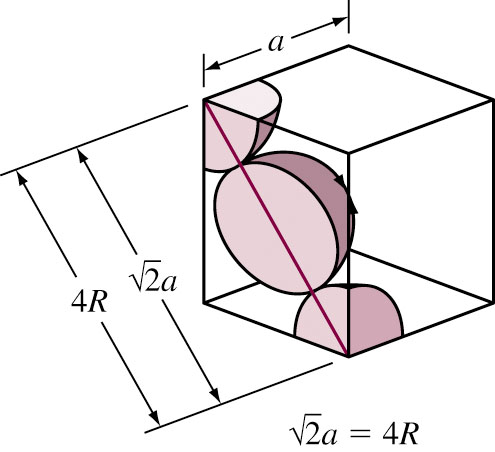 a
√2a
4R
√2a = 4R